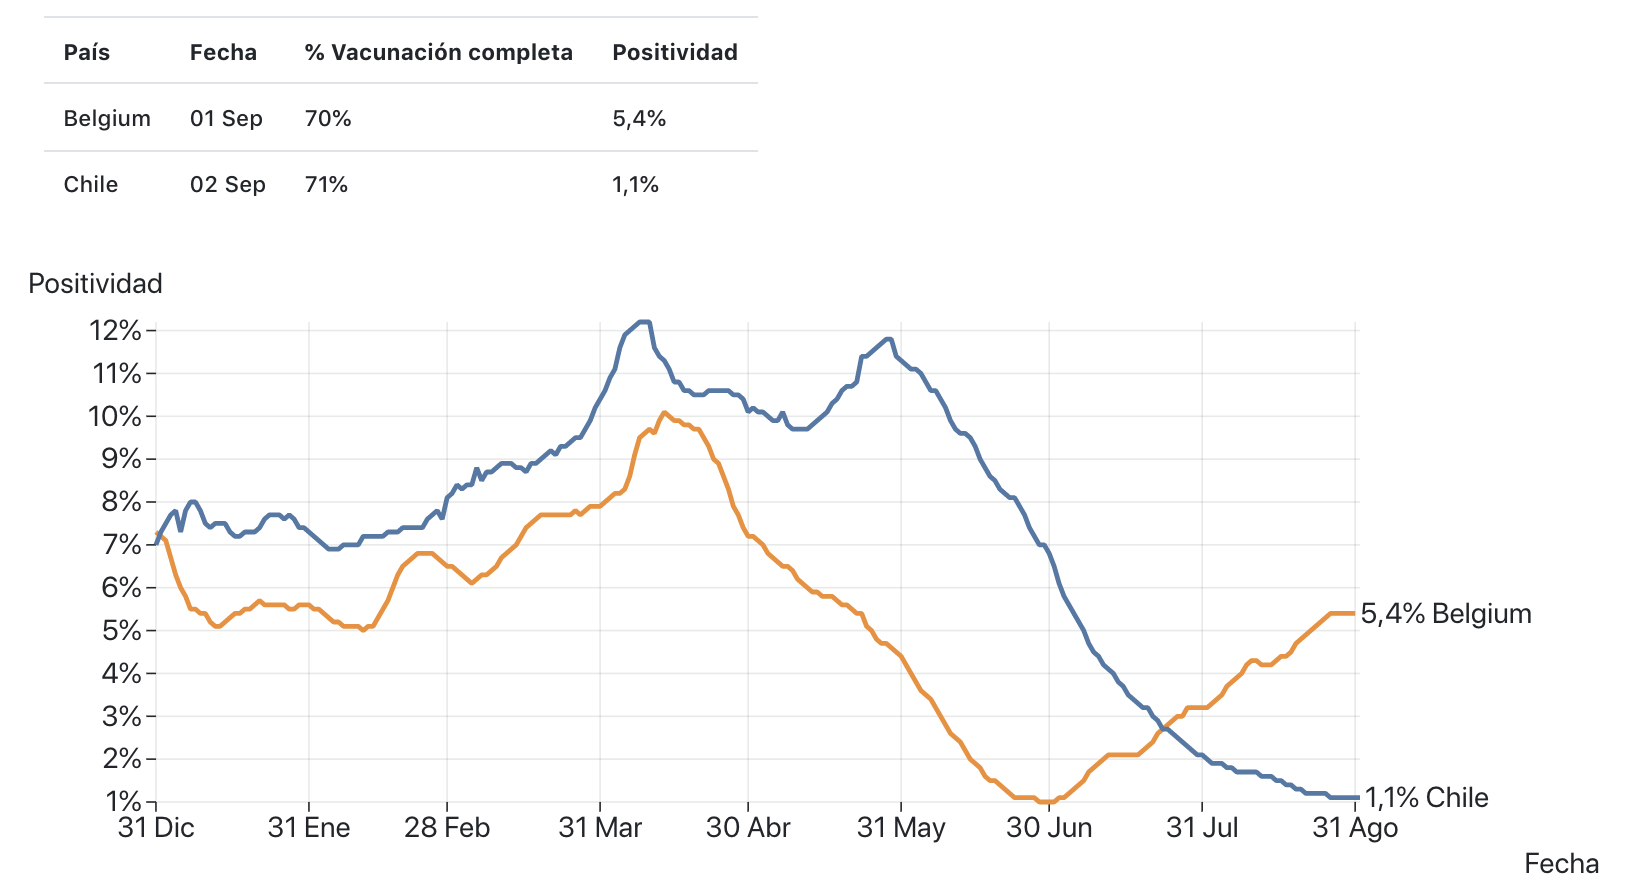 País Fecha % Vacunación completa Positividad
Belgium 01 Sep 70% 5,4%
Chile 02 Sep 71% 1,1%
Positividad
12%
11%
10%
9%
8%
7%
6%
5%
4%
3%
2%
1%
5,4% Belgium
1,1% Chile
31 Dic 31 Ene 28 Feb 31 Mar 30 Abr 31 May 30 Jun 31 Jul 31 Ago
Fecha